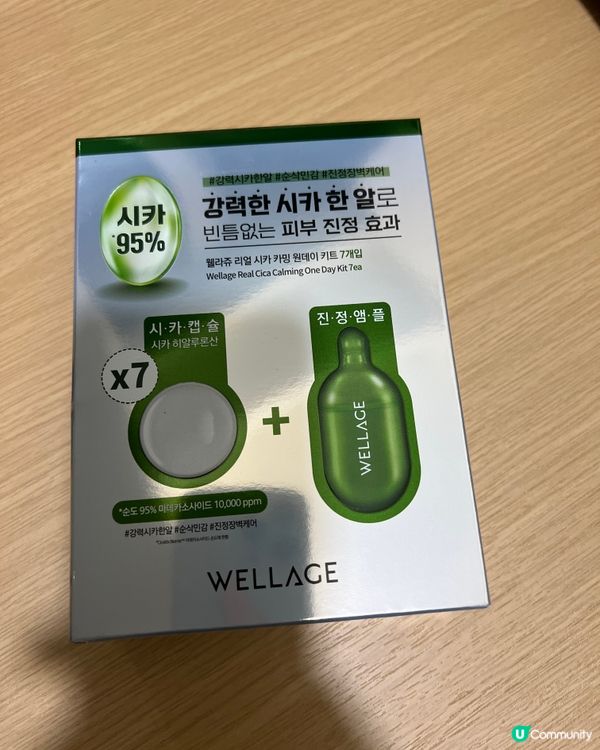 #강력시카한알 #순삭민감 #진정장벽케어
강력한 시카 한 알로
빈틈없는 피부 진정 효과
시카
*95%
웰라쥬 리얼 시카 카밍 원데이 키트 7개입
Wellage Real Cica Calming One Day Kit 7ea
시·카·캡·슐
시카 히알루론산
x7
+
진·정·앰·플
WELLAGE
*순도 95% 마데카소사이드 10,000 ppm
#강력시카한알 #순삭민감 #진정장벽케어
WELLAGE
U Community